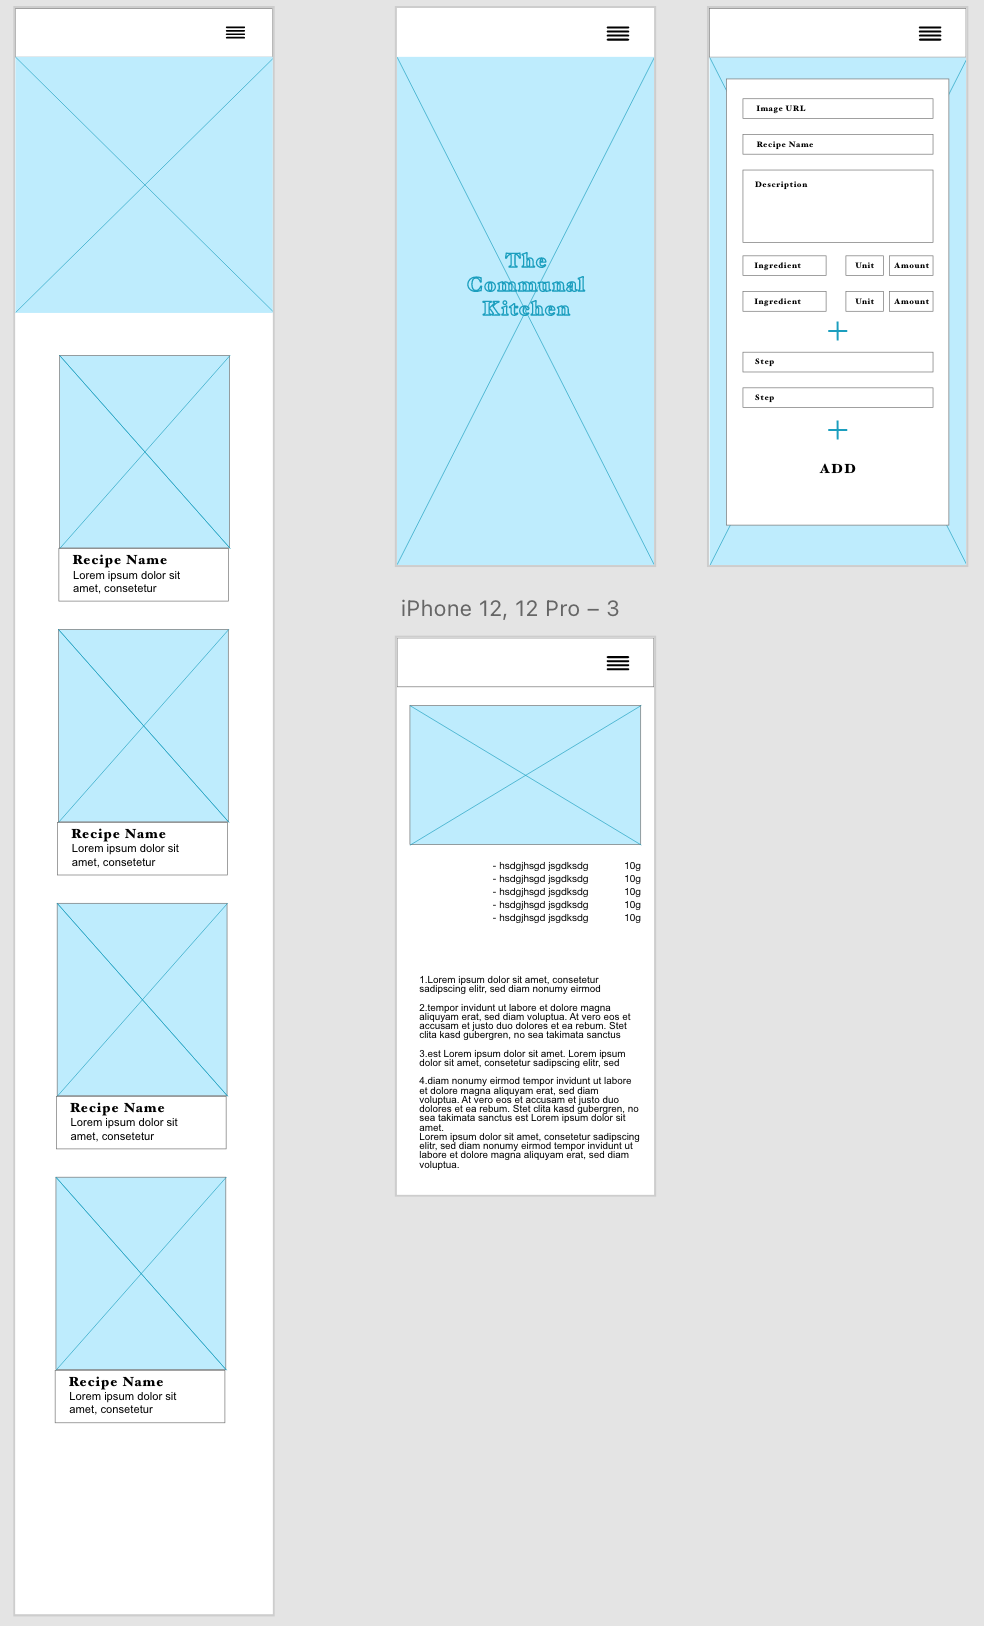 Recipe Name
Lorem ipsum dolor sit
amet, consetetur
Recipe Name
Lorem ipsum dolor sit
amet, consetetur
Recipe Name
Lorem ipsum dolor sit
amet, consetetur
Recipe Name
Lorem ipsum dolor sit
amet, consetetur
The
Communal
Kitchen
Image URL
Recipe Name
Description
Ingredient Unit Amount
Ingredient Unit Amount
+
Step
Step
+
ADD
iPhone 12, 12 Pro – 3
- hsdgjhsgd jsgdksdg 10g
- hsdgjhsgd jsgdksdg 10g
- hsdgjhsgd jsgdksdg 10g
- hsdgjhsgd jsgdksdg 10g
- hsdgjhsgd jsgdksdg 10g
1.Lorem ipsum dolor sit amet, consetetur
sadipscing elitr, sed diam nonumy eirmod
2.tempor invidunt ut labore et dolore magna
aliquyam erat, sed diam voluptua. At vero eos et
accusam et justo duo dolores et ea rebum. Stet
clita kasd gubergren, no sea takimata sanctus
3.est Lorem ipsum dolor sit amet. Lorem ipsum
dolor sit amet, consetetur sadipscing elitr, sed
4.diam nonumy eirmod tempor invidunt ut labore
et dolore magna aliquyam erat, sed diam
voluptua. At vero eos et accusam et justo duo
dolores et ea rebum. Stet clita kasd gubergren, no
sea takimata sanctus est Lorem ipsum dolor sit
amet.
Lorem ipsum dolor sit amet, consetetur sadipscing
elitr, sed diam nonumy eirmod tempor invidunt ut
labore et dolore magna aliquyam erat, sed diam
voluptua.